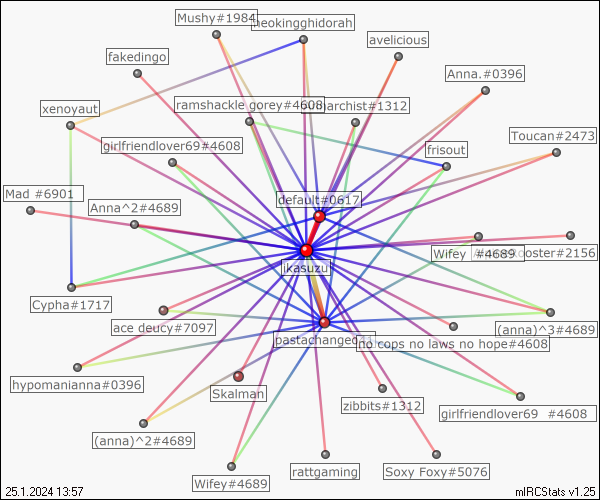 Mushy#1984
neokingghidorah
avelicious
fakedingo
Anna.#0396
xenoyaut
ramshackle gorey#4608
archist#1312
Toucan#2473
girlfriendlover69#4608
frisout
Mad #6901
Anna^2#4689
default#0617
Wifey #4689
oster#2156
jkasuzu
Cypha#1717
ace deucy#7097
pastachanged
(anna)^3#4689
no cops no laws no hope#4608
hypomanianna#0396
Skalman
zibbits#1312
girlfriendlover69 #4608
(anna)^2#4689
Wifey#4689
rattgaming
Soxy Foxy#5076
25.1.2024 13:57
mIRCStats v1.25